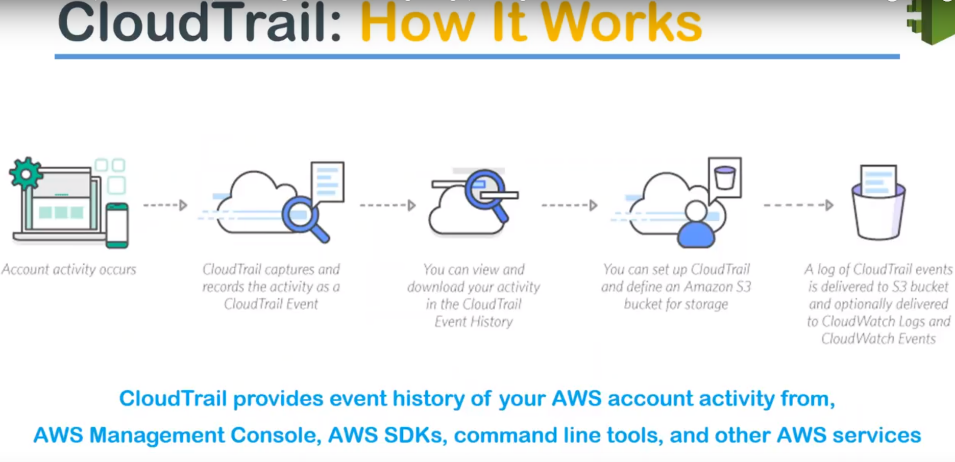 CloudTrail: How It Works
Account activity occurs
CloudTrail captures and
records the activity as a
CloudTrail Event
You can view and
download your activity
in the CloudTrail
Event History
You can set up CloudTrail
and define an Amazon S3
bucket for storage
A log of CloudTrail events
is delivered to S3 bucket
and optionally delivered
to CloudWatch Logs and
CloudWatch Events
CloudTrail provides event history of your AWS account activity from,
AWS Management Console, AWS SDKs, command line tools, and other AWS services